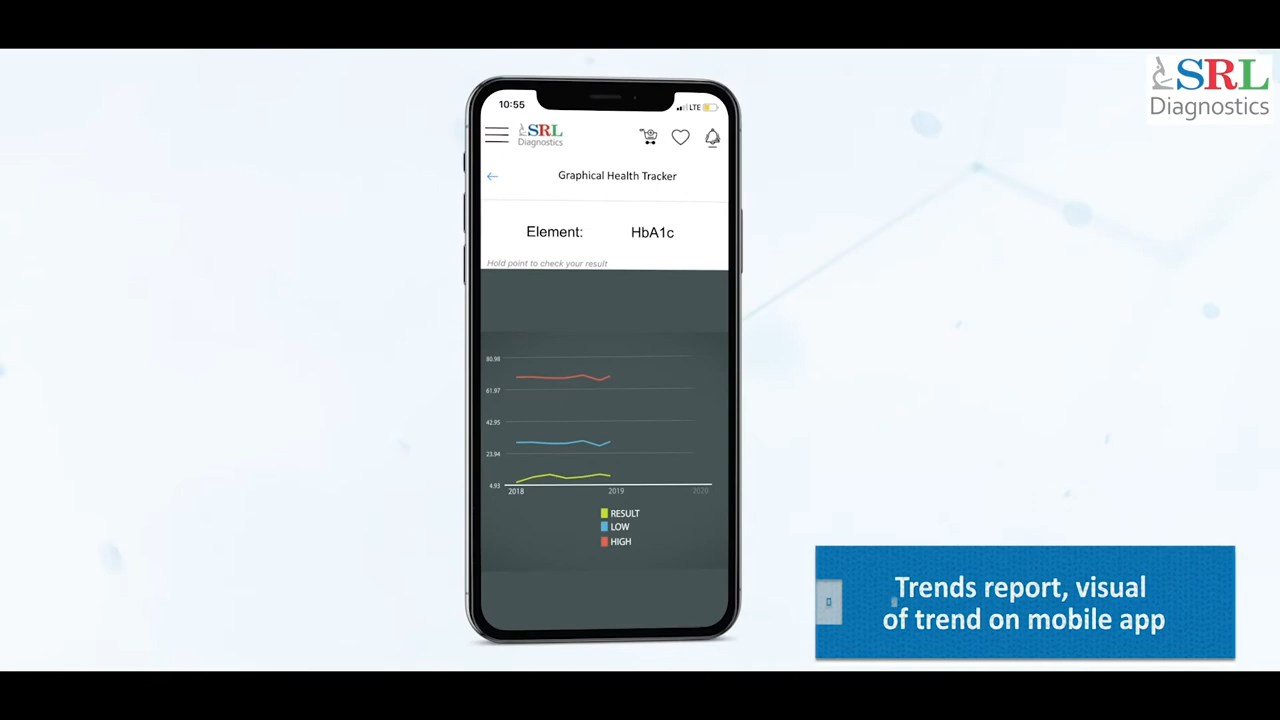 SRL
Diagnostics
10:55
LTE
SRL
Diagnostics
Graphical Health Tracker
Element: HbA1c
Hold point to check your result
80.98
61.97
42.95
23.94
4.93
2018 2019 2020
RESULT
LOW
HIGH
Trends report, visual
of trend on mobile app